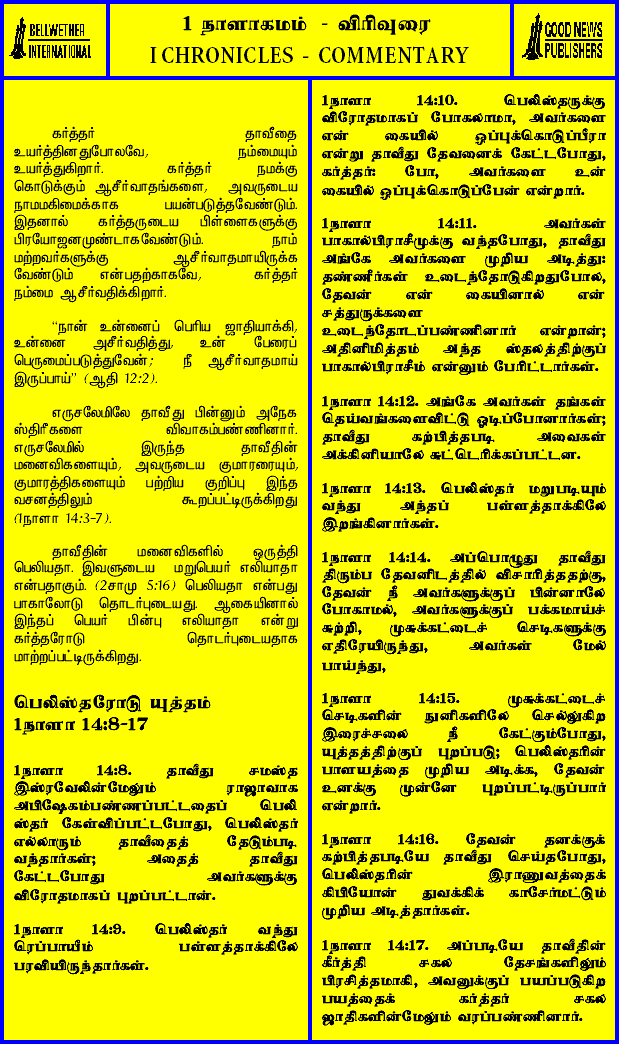 BELLWETHER
INTERNATIONAL
1 நாளாகமம் - விரிவுரை
I CHRONICLES - COMMENTARY
GOOD NEWS
PUBLISHERS
கர்த்தர் தாவீதை
உயர்த்தினதுபோலவே, நம்மையும்
உயர்த்துகிறார். கர்த்தர் நமக்கு
கொடுக்கும் ஆசீர்வாதங்களை, அவருடைய
நாமமகிமைக்காக பயன்படுத்தவேண்டும்.
இதனால் கர்த்தருடைய பிள்ளைகளுக்கு
பிரயோஜனமுண்டாகவேண்டும். நாம்
மற்றவர்களுக்கு ஆசீர்வாதமாயிருக்க
வேண்டும் என்பதற்காகவே, கர்த்தர்
நம்மை ஆசீர்வதிக்கிறார்.
“நான் உன்னைப் பெரிய ஜாதியாக்கி,
உன்னை அசீர்வதித்து, உன் பேரைப்
பெருமைப்படுத்துவேன்; நீ ஆசீர்வாதமாய்
இருப்பாய்” (ஆதி 12:2).
எருசலேமிலே தாவீது பின்னும் அநேக
ஸ்திரீகளை விவாகம்பண்ணினார்.
எருசலேமில் இருந்த தாவீதின்
மனைவிகளையும், அவருடைய குமாரரையும்,
குமாரத்திகளையும் பற்றிய குறிப்பு இந்த
வசனத்திலும் கூறப்பட்டிருக்கிறது
(1நாளா 14:3-7).
தாவீதின் மனைவிகளில் ஒருத்தி
பெலியதா. இவளுடைய மறுபெயர் எலியாதா
என்பதாகும். (2சாமு 5:16) பெலியதா என்பது
பாகாலோடு தொடர்புடையது. ஆகையினால்
இந்தப் பெயர் பின்பு எலியாதா என்று
கர்த்தரோடு தொடர்புடையதாக
மாற்றப்பட்டிருக்கிறது.
பெலிஸ்தரோடு யுத்தம்
1நாளா 14:8-17
1நாளா 14:8. தாவீது சமஸ்த
இஸ்ரவேலின்மேலும் ராஜாவாக
அபிஷேகம்பண்ணப்பட்டதைப் பெலி
ஸ்தர் கேள்விப்பட்டபோது, பெலிஸ்தர்
எல்லாரும் தாவீதைத் தேடும்படி
வந்தார்கள்; அதைத் தாவீது
கேட்டபோது அவர்களுக்கு
விரோதமாகப் புறப்பட்டான்.
1நாளா 14:9. பெலிஸ்தர் வந்து
ரெப்பாயீம் பள்ளத்தாக்கிலே
பரவியிருந்தார்கள்.
1நாளா 14:10. பெலிஸ்தருக்கு
விரோதமாகப் போகலாமா, அவர்களை
என் கையில் ஒப்புக்கொடுப்பீரா
என்று தாவீது தேவனைக் கேட்டபோது,
கர்த்தர்: போ, அவர்களை உன்
கையில் ஒப்புக்கொடுப்பேன் என்றார்.
1நாளா 14:11. அவர்கள்
பாகால்பிராசீமுக்கு வந்தபோது, தாவீது
அங்கே அவர்களை முறிய அடித்து:
தண்ணீர்கள் உடைந்தோடுகிறதுபோல,
தேவன் என் கையினால் என்
சத்துருக்களை
உடைந்தோடப்பண்ணினார் என்றான்;
அதினிமித்தம் அந்த ஸ்தலத்திற்குப்
பாகால்பிராசீம் என்னும் பேரிட்டார்கள்.
1நாளா 14:12. அங்கே அவர்கள் தங்கள்
தெய்வங்களைவிட்டு ஓடிப்போனார்கள்;
தாவீது கற்பித்தபடி அவைகள்
அக்கினியாலே சுட்டெரிக்கப்பட்டன.
1நாளா 14:13. பெலிஸ்தர் மறுபடியும்
வந்து அந்தப் பள்ளத்தாக்கிலே
இறங்கினார்கள்.
1நாளா 14:14. அப்பொழுது தாவீது
திரும்ப தேவனிடத்தில் விசாரித்ததற்கு,
தேவன் நீ அவர்களுக்குப் பின்னாலே
போகாமல், அவர்களுக்குப் பக்கமாய்ச்
சுற்றி, முசுக்கட்டைச் செடிகளுக்கு
எதிரேயிருந்து, அவர்கள் மேல்
பாய்ந்து,
1நாளா 14:15. முசுக்கட்டைச்
செடிகளின் நுனிகளிலே செல்லுகிற
இரைச்சலை நீ கேட்கும்போது,
யுத்தத்திற்குப் புறப்படு; பெலிஸ்தரின்
பாளயத்தை முறிய அடிக்க, தேவன்
உனக்கு முன்னே புறப்பட்டிருப்பார்
என்றார்.
1நாளா 14:16. தேவன் தனக்குக்
கற்பித்தபடியே தாவீது செய்தபோது,
பெலிஸ்தரின் இராணுவத்தைக்
கிபியோன் துவக்கிக் காசேர்மட்டும்
முறிய அடித்தார்கள்.
1நாளா 14:17. அப்படியே தாவீதின்
கீர்த்தி சகல தேசங்களிலும்
பிரசித்தமாகி, அவனுக்குப் பயப்படுகிற
பயத்தைக் கர்த்தர் சகல
ஜாதிகளின்மேலும் வரப்பண்ணினார்.